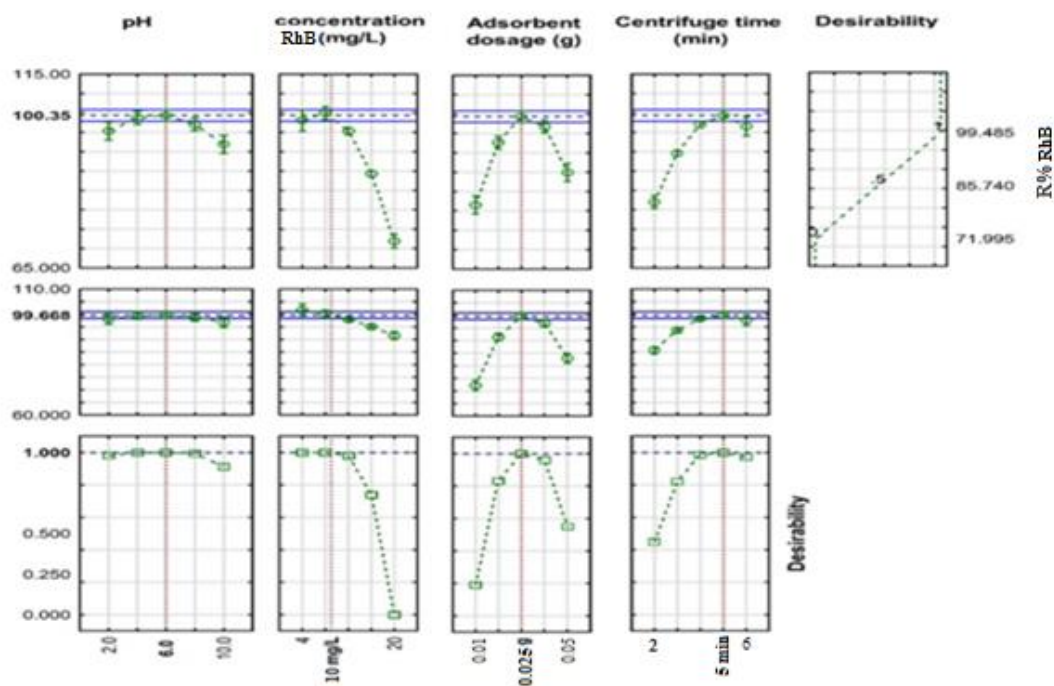 pH
concentration
RhB(mg/L)
Adsorbent
dosage (g)
Centrifuge time
(min)
Desirability
115.00
100.35
65.000
99.485
85.740
71.995
R% RhB
110.00
99.668
60.000
1.000
0.500
0.250
0.000
Desirability
2.0
6.0
10.0
4
10 mg/L
20
0.01
0.025 g
0.05
2
5 min
6